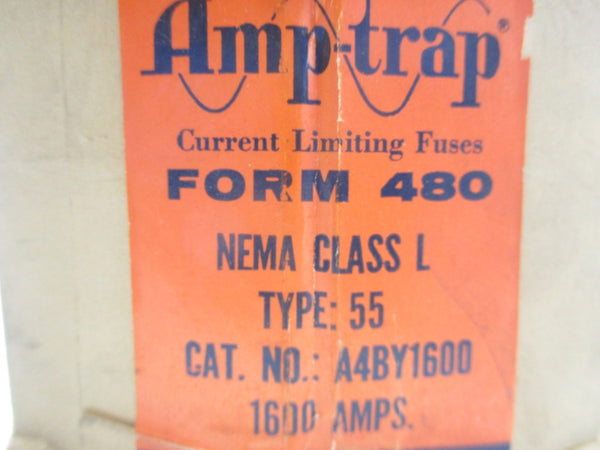 Amp-trap®
Current Limiting Fuses
FORM 480
NEMA CLASS L
TYPE: 55
CAT. NO.: A4BY1600
1600 AMPS.